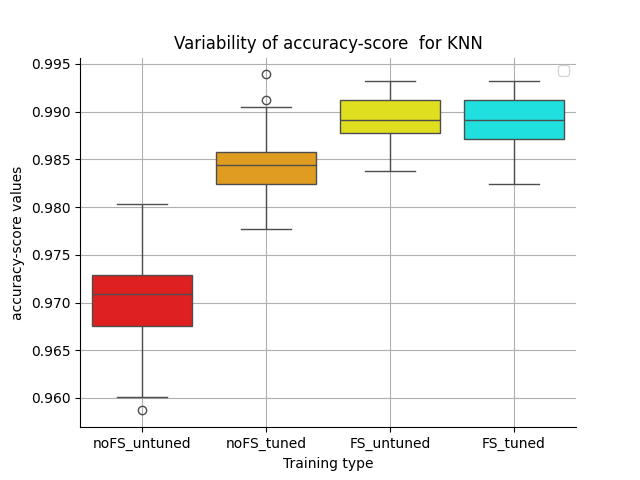 Variability of accuracy-score  for KNN
0.995
0.990
0.985
0.980
0.975
0.970
0.965
0.960
accuracy-score values
noFS_untuned
noFS_tuned
FS_untuned
FS_tuned
Training type